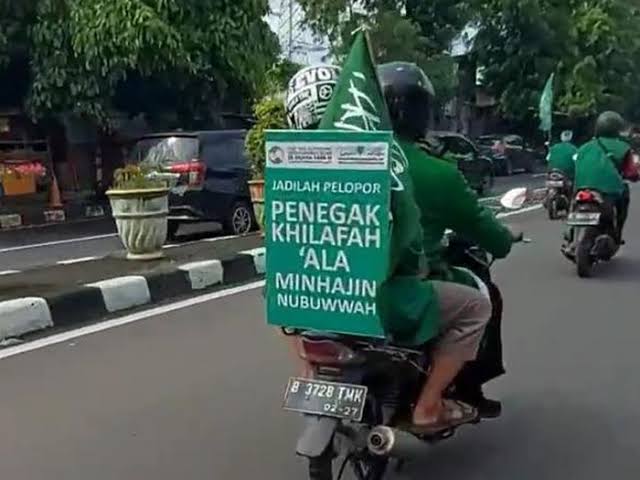 JADILAH PELOPOR
PENEGAK
KHILAFAH
'ALA
MINHAJIN
NUBUWWAH
B 3728 TMK
02·27